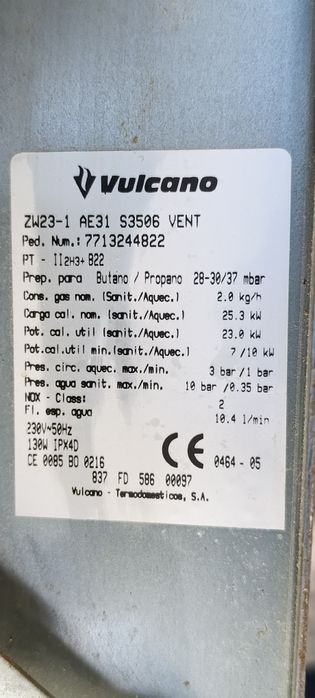 Vulcano
ZW23-1 AE31 S3506 VENT
Ped. Num.: 7713244822
PT - II2H3+ B22
Prep. para Butano / Propano 28-30/37 mbar
Cons. gas nom. (Sanit./Aquec.) 2.0 kg/h
Carga cal. nom. (sanit./Aquec.) 25.3 kW
Pot. cal. util (sanit./Aquec.) 23.0 kW
Pot.cal.util min.(sanit./Aquec.) 7/10 kW
Pres. circ. aquec. max./min. 3 bar/1 bar
Pres. agua sanit. max./min. 10 bar /0.35 bar
NOX - Class: 2
Fl. esp. agua 10.4 l/min
230V~50Hz
130W IPX4D
CE 0085 BO 0216 CE 0464 - 05
837 FD 586 00097
Vulcano - Termodomesticos, S.A.